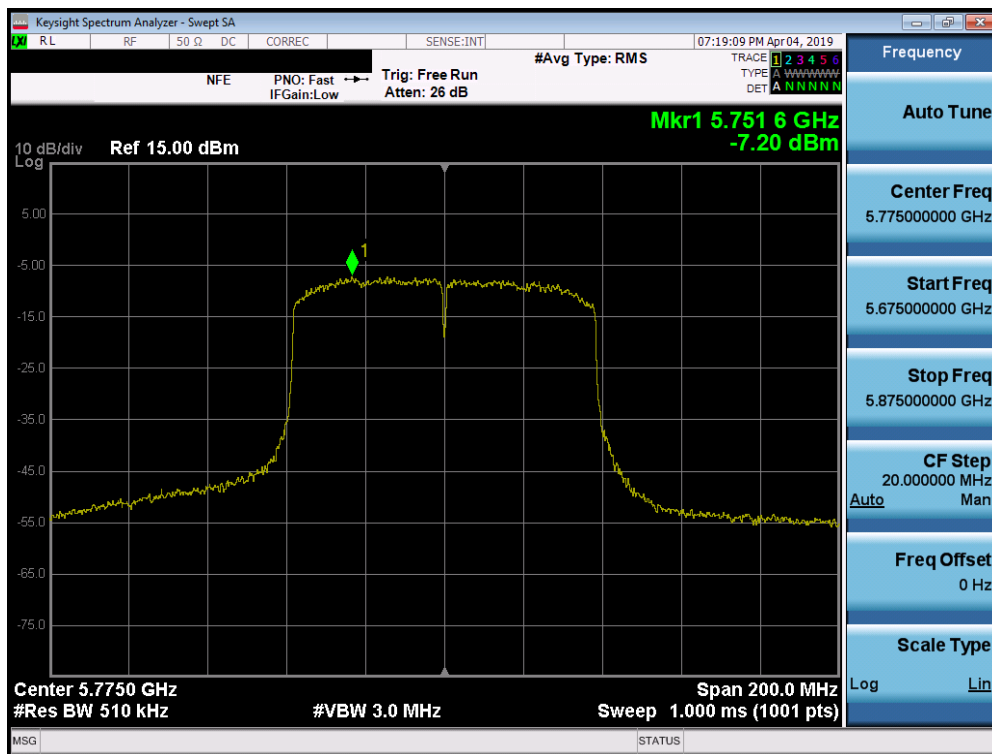 Keysight Spectrum Analyzer - Swept SA
LXI RL RF 50 Ω DC CORREC SENSE:INT 07:19:09 PM Apr 04, 2019
Frequency
#Avg Type: RMS
TRACE 1 2 3 4 5 6
TYPE A WWWWW
DET A N N N N N
NFE PNO: Fast Trig: Free Run
IFGain:Low Atten: 26 dB
Auto Tune
Mkr1 5.751 6 GHz
-7.20 dBm
10 dB/div Ref 15.00 dBm
Log
1
5.00
-5.00
-15.0
-25.0
-35.0
-45.0
-55.0
-65.0
-75.0
Center Freq
5.775000000 GHz
Start Freq
5.675000000 GHz
Stop Freq
5.875000000 GHz
CF Step
20.000000 MHz
Auto Man
Freq Offset
0 Hz
Scale Type
Log Lin
Center 5.7750 GHz Span 200.0 MHz
#Res BW 510 kHz #VBW 3.0 MHz Sweep 1.000 ms (1001 pts)
MSG STATUS